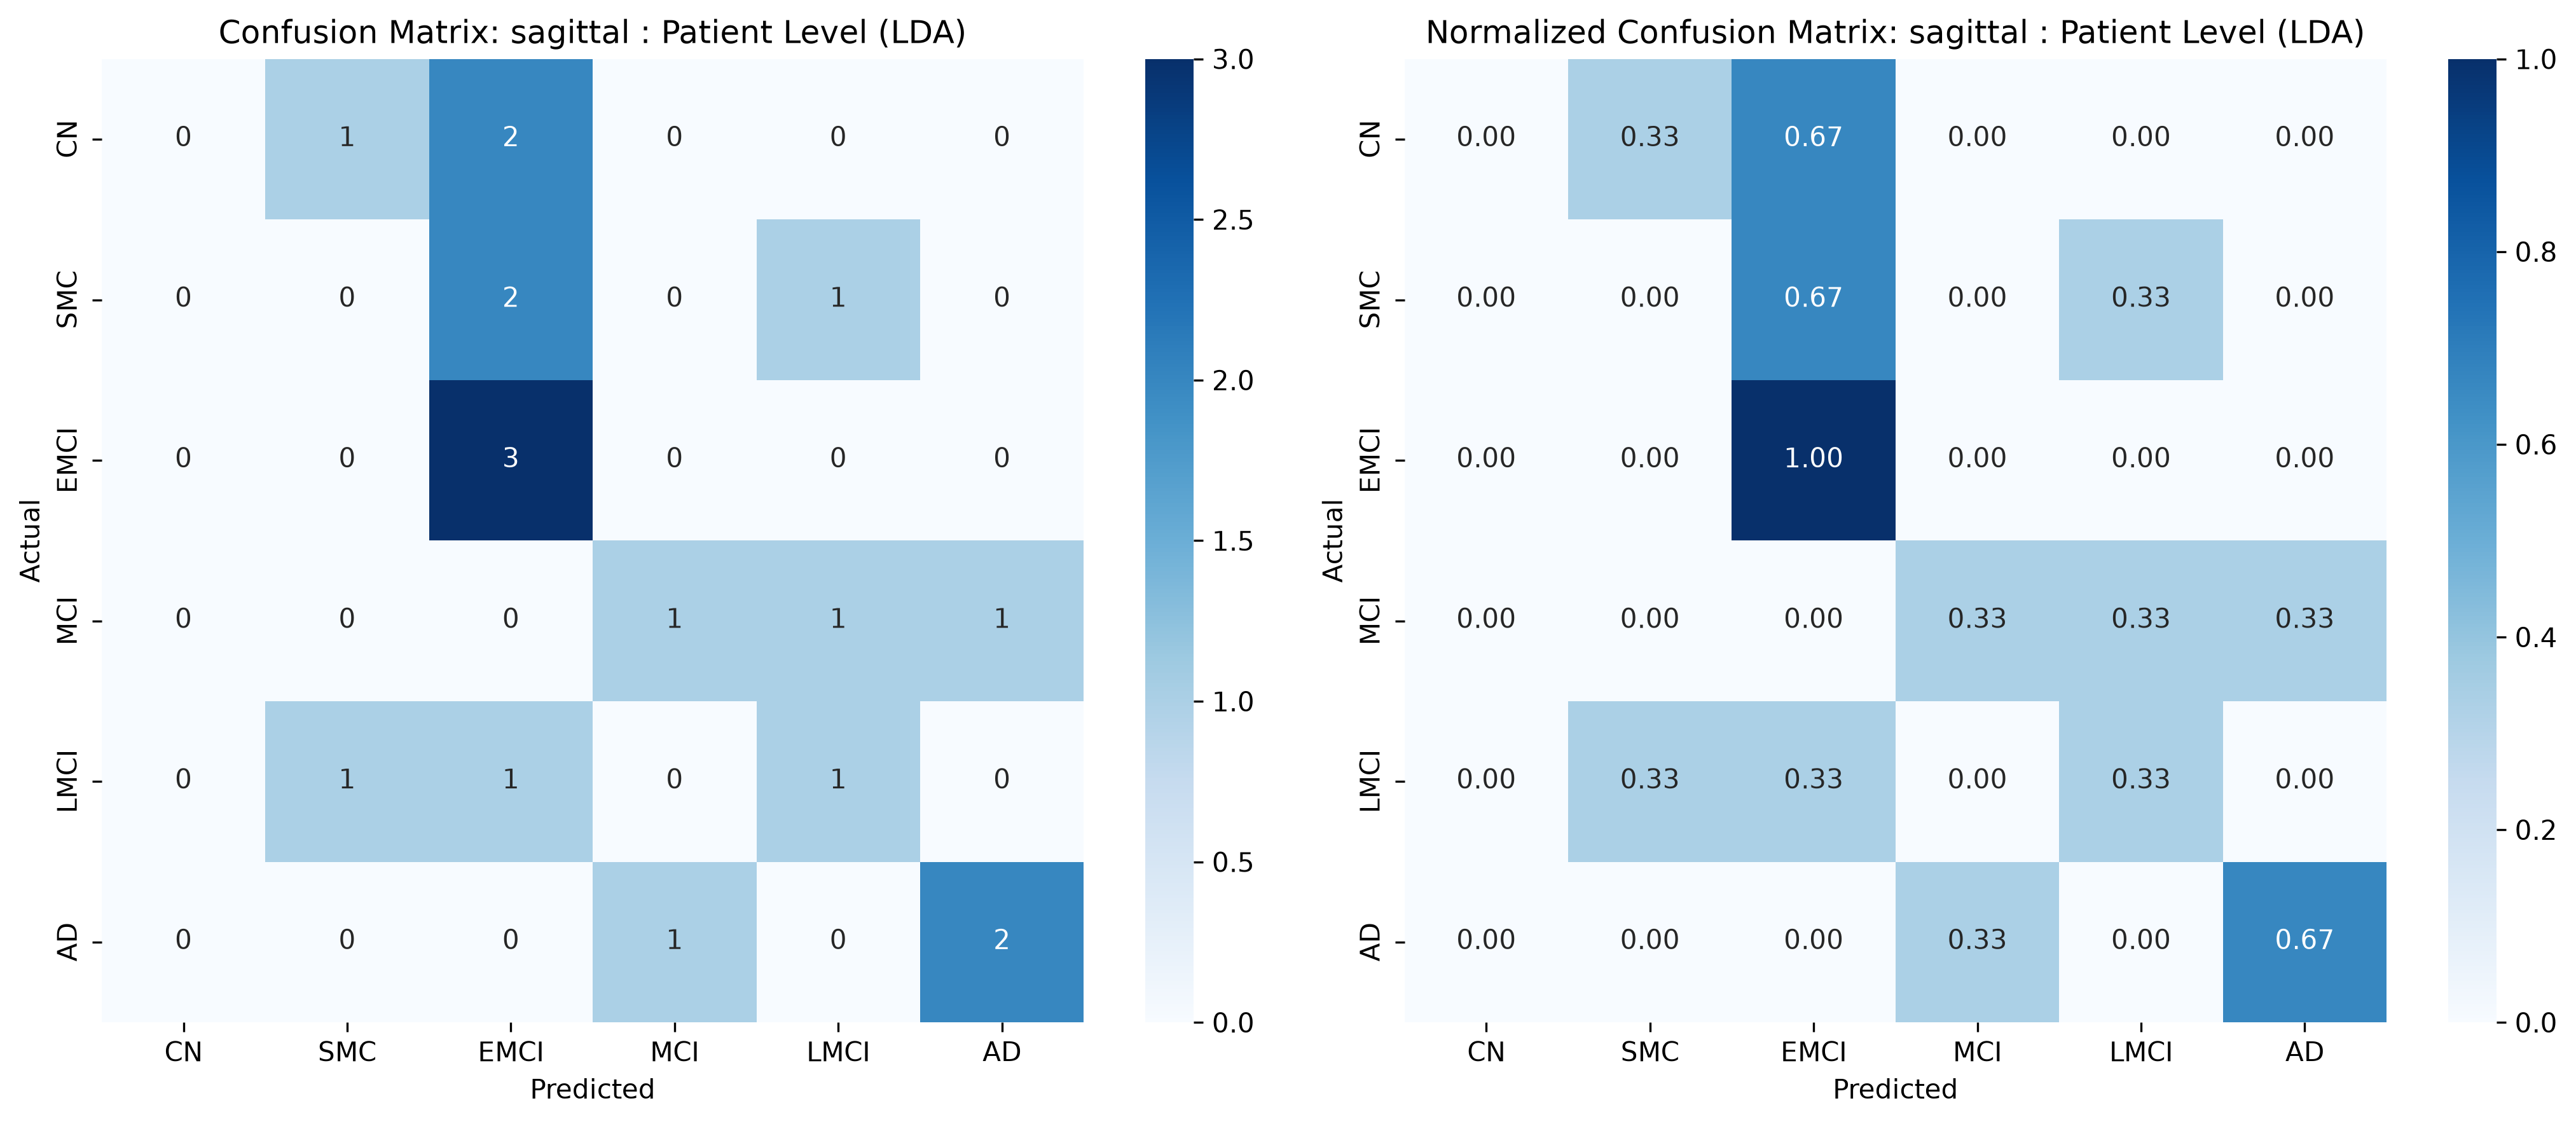 Confusion Matrix: sagittal : Patient Level (LDA)
Actual
CN 0 1 2 0 0 0
SMC 0 0 2 0 1 0
EMCI 0 0 3 0 0 0
MCI 0 0 0 1 1 1
LMCI 0 1 1 0 1 0
AD 0 0 0 1 0 2
CN SMC EMCI MCI LMCI AD
Predicted
3.0
2.5
2.0
1.5
1.0
0.5
0.0
Normalized Confusion Matrix: sagittal : Patient Level (LDA)
Actual
CN 0.00 0.33 0.67 0.00 0.00 0.00
SMC 0.00 0.00 0.67 0.00 0.33 0.00
EMCI 0.00 0.00 1.00 0.00 0.00 0.00
MCI 0.00 0.00 0.00 0.33 0.33 0.33
LMCI 0.00 0.33 0.33 0.00 0.33 0.00
AD 0.00 0.00 0.00 0.33 0.00 0.67
CN SMC EMCI MCI LMCI AD
Predicted
1.0
0.8
0.6
0.4
0.2
0.0